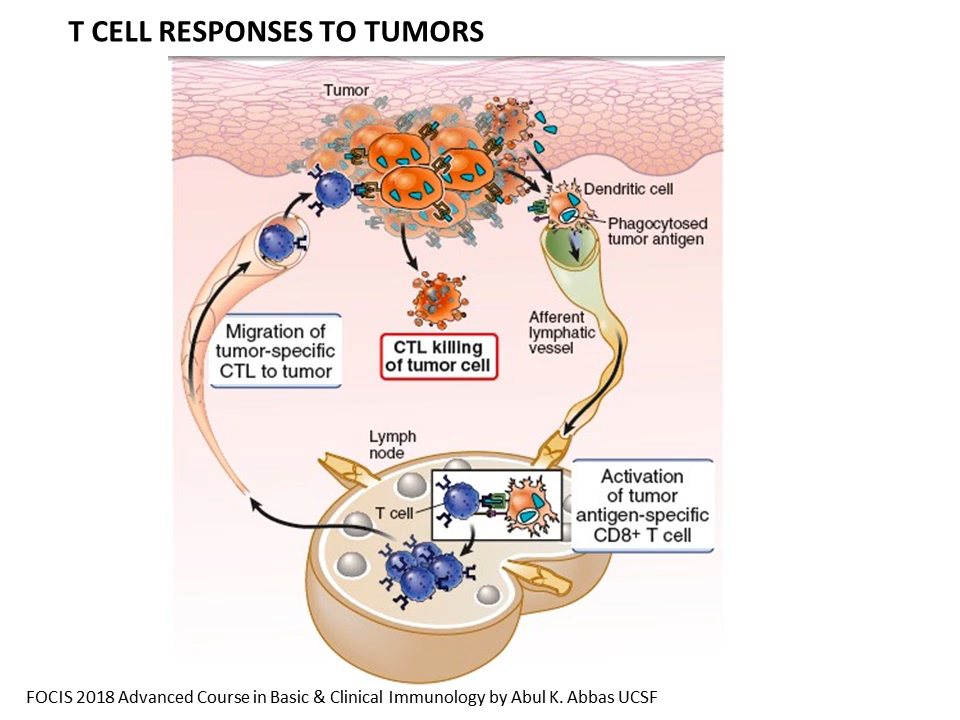 T CELL RESPONSES TO TUMORS
Tumor
Dendritic cell
Phagocytosed
tumor antigen
Afferent
lymphatic
vessel
Migration of
tumor-specific
CTL to tumor
CTL killing
of tumor cell
Lymph
node
T cell
Activation
of tumor
antigen-specific
CD8+ T cell
FOCIS 2018 Advanced Course in Basic & Clinical Immunology by Abul K. Abbas UCSF